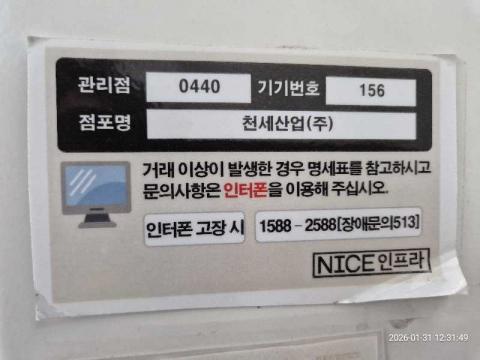 관리점 0440 기기번호 156
점포명 천세산업(주)
거래 이상이 발생한 경우 명세표를 참고하시고
문의사항은 인터폰을 이용해 주십시오.
인터폰 고장 시 1588-2588[장애문의513]
NICE인프라
2026-01-31 12:31:49